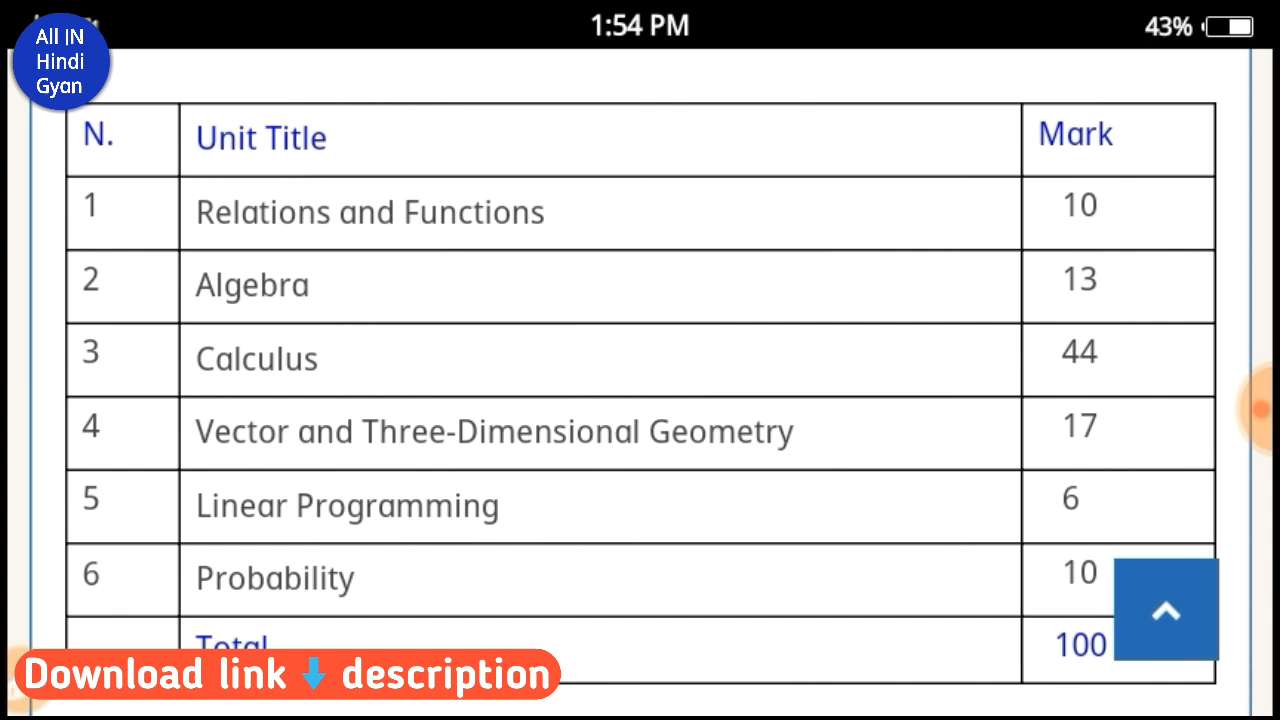 All IN
Hindi
Gyan
1:54 PM
43%
N. Unit Title Mark
1 Relations and Functions 10
2 Algebra 13
3 Calculus 44
4 Vector and Three-Dimensional Geometry 17
5 Linear Programming 6
6 Probability 10
Total 100
Download link description